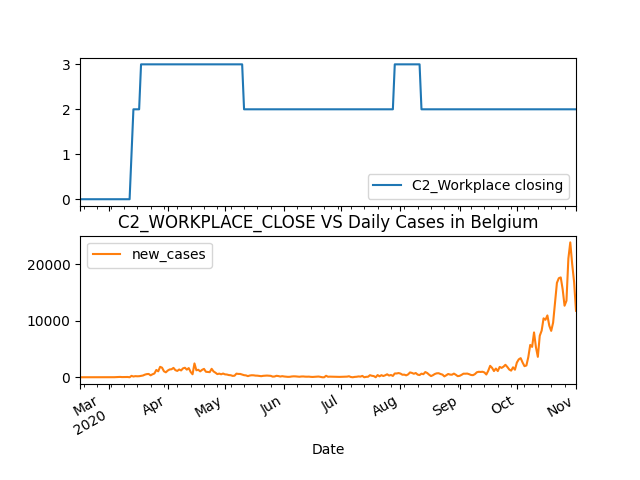 3
2
1
0
C2_Workplace closing
C2_WORKPLACE_CLOSE VS Daily Cases in Belgium
new_cases
20000
10000
0
Mar
2020
Apr
May
Jun
Jul
Aug
Sep
Oct
Nov
Date